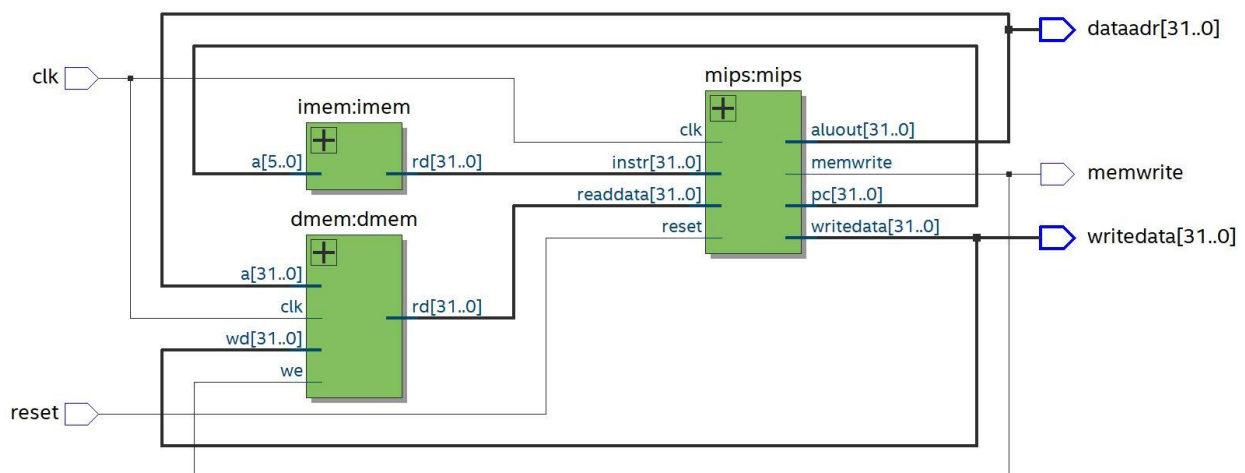 dataadr[31..0]
clk
mips:mips
imem:imem
clk
aluout[31..0]
a[5..0]
rd[31..0]
instr[31..0]
memwrite
memwrite
readdata[31..0]
pc[31..0]
dmem:dmem
reset
writedata[31..0]
writedata[31..0]
a[31..0]
clk
rd[31..0]
wd[31..0]
we
reset